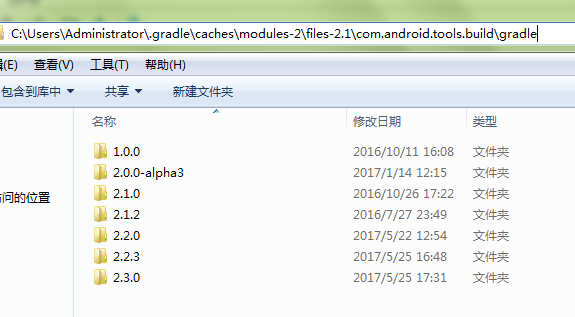 C:\Users\Administrator\.gradle\caches\modules-2\files-2.1\com.android.tools.build\gradle
(E) 查看(V) 工具(T) 帮助(H)
包含到库中 共享 新建文件夹
名称 修改日期 类型
1.0.0 2016/10/11 16:08 文件夹
2.0.0-alpha3 2017/1/14 12:15 文件夹
2.1.0 2016/10/26 17:22 文件夹
2.1.2 2016/7/27 23:49 文件夹
2.2.0 2017/5/22 12:54 文件夹
2.2.3 2017/5/25 16:48 文件夹
2.3.0 2017/5/25 17:31 文件夹
问的位置